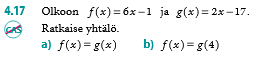 4.17 Olkoon f(x)=6x−1 ja g(x)=2x−17.
CAS Ratkaise yhtälö.
a) f(x)=g(x) b) f(x)=g(4)